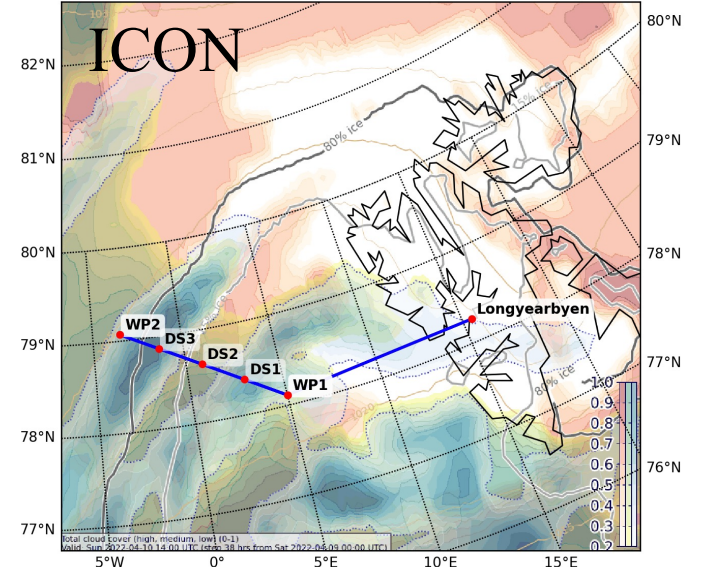 ICON
82°N
81°N
80°N
79°N
78°N
77°N
80°N
79°N
78°N
77°N
76°N
80% Ice
5% Ice
80% Ice
1020
WP2
DS3
DS2
DS1
WP1
Longyearbyen
1.0
0.9
0.8
0.7
0.6
0.5
0.4
0.3
0.2
Total cloud cover (high, medium, low) (0-1)
Valid: Sun 2022-04-10 14:00 UTC (step 38 hrs from Sat 2022-04-09 00:00 UTC)
5°W
0°
5°E
10°E
15°E